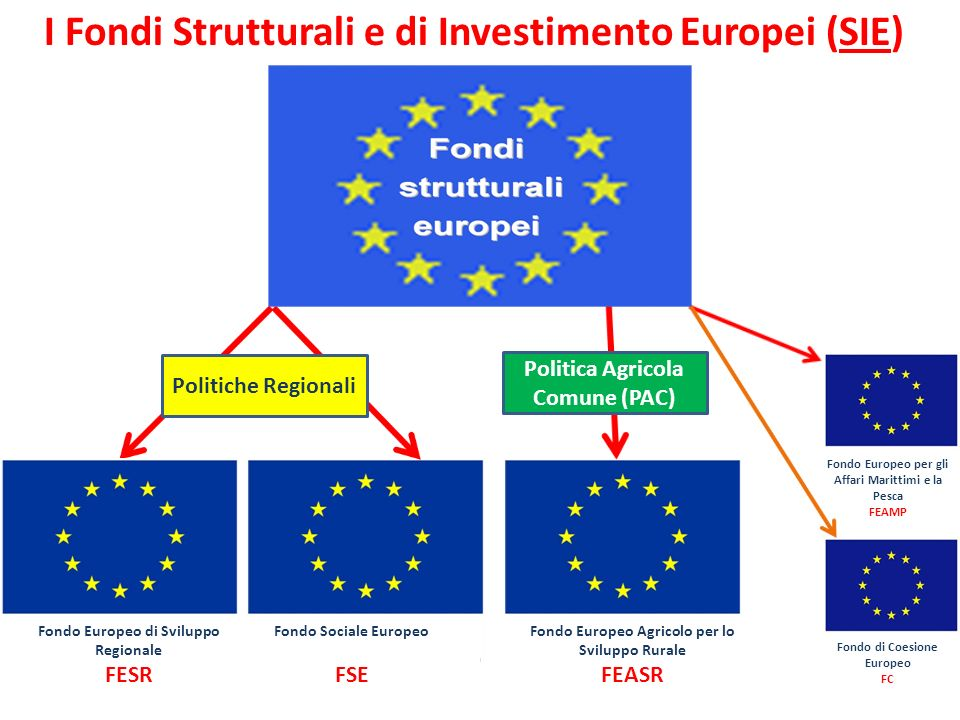 I Fondi Strutturali e di Investimento Europei (SIE)
Fondi
strutturali
europei
Politiche Regionali
Politica Agricola
Comune (PAC)
Fondo Europeo per gli
Affari Marittimi e la
Pesca
FEAMP
Fondo Europeo di Sviluppo
Regionale
FESR
Fondo Sociale Europeo
FSE
Fondo Europeo Agricolo per lo
Sviluppo Rurale
FEASR
Fondo di Coesione
Europeo
FC